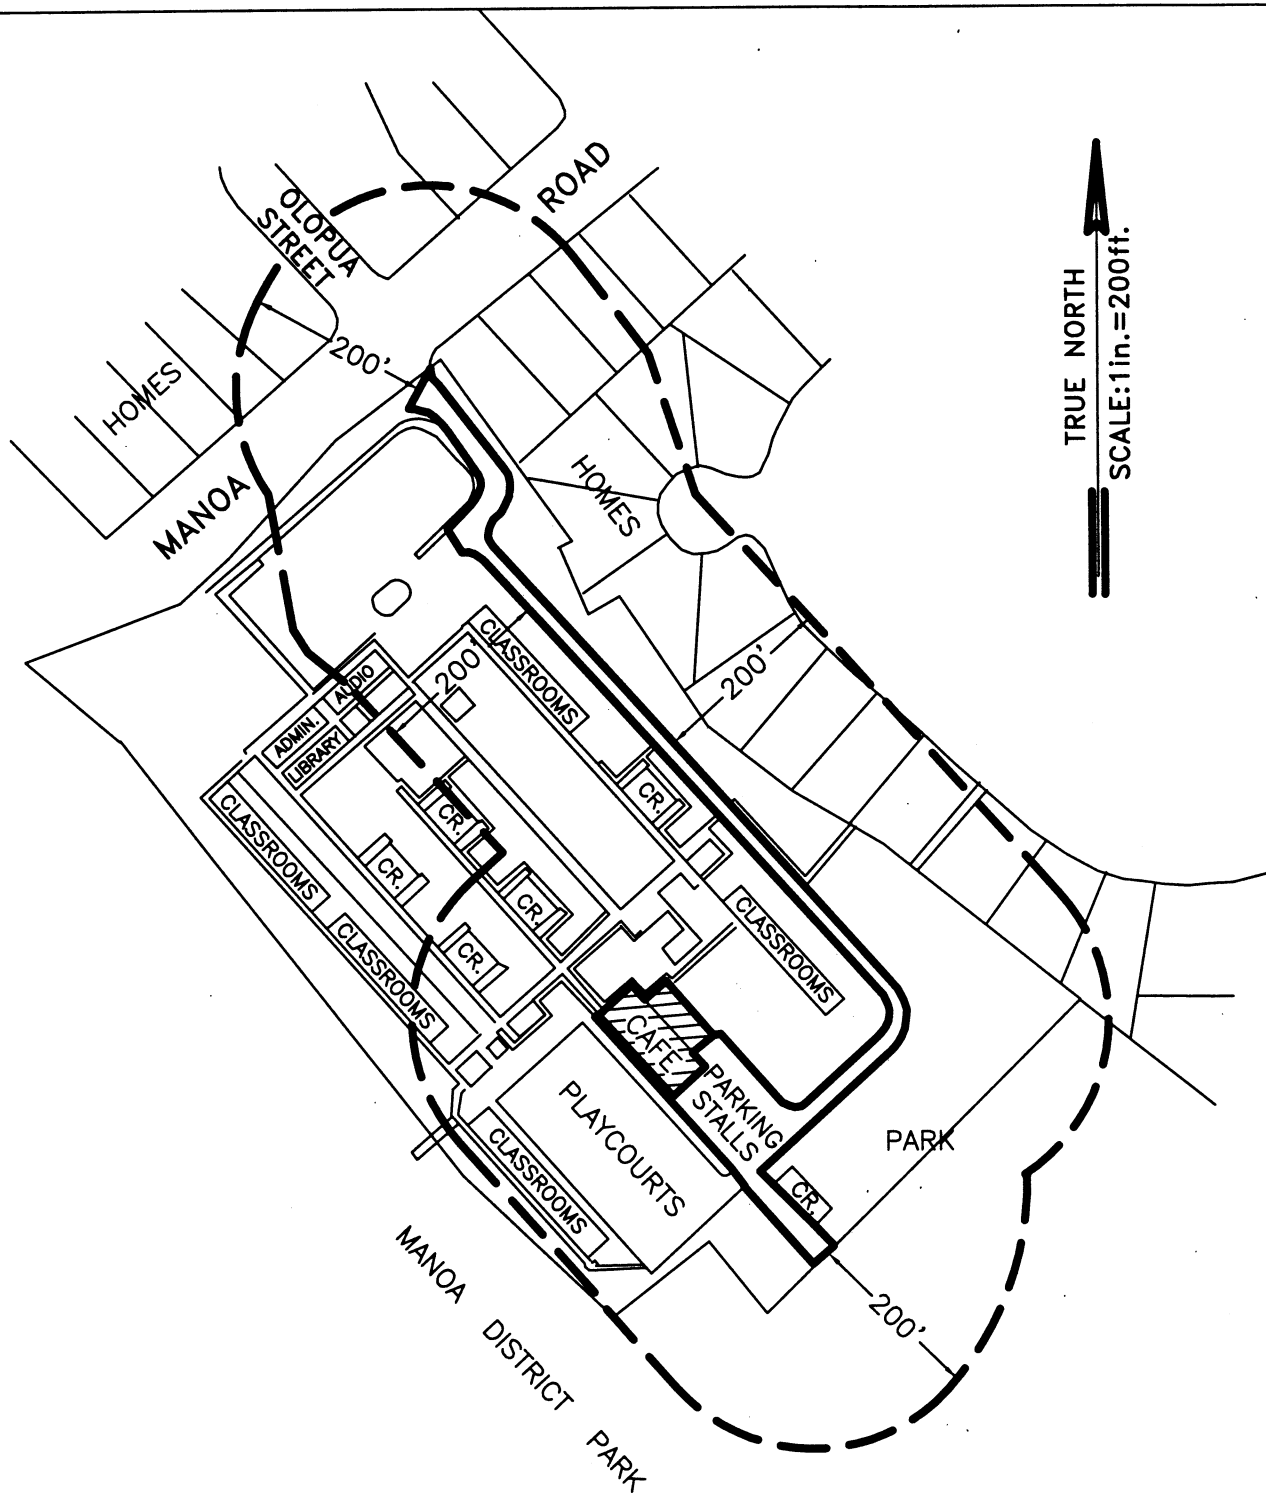 ROAD
OLOPUA
STREET
TRUE NORTH
SCALE:1in.=200ft.
200'
HOMES
MANOA
HOMES
CLASSROOMS
200'
200'
AUDIO
ADMIN.
LIBRARY
CR.
CLASSROOMS
CR.
CR.
CR.
CLASSROOMS
CLASSROOMS
CR.
CAFE
PARKING
STALLS
PLAYCOURTS
PARK
CLASSROOMS
CR.
MANOA
DISTRICT
PARK
200'